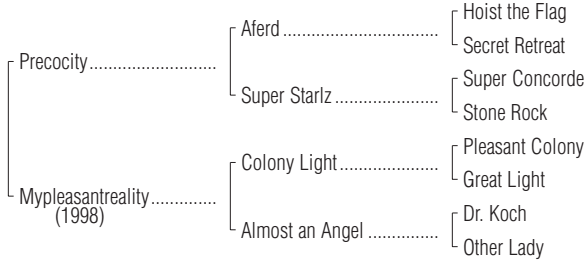 Hoist the Flag
Aferd
Secret Retreat
Precocity
Super Concorde
Super Starlz
Stone Rock
Pleasant Colony
Colony Light
Great Light
Mypleasantreality
(1998)
Dr. Koch
Almost an Angel
Other Lady